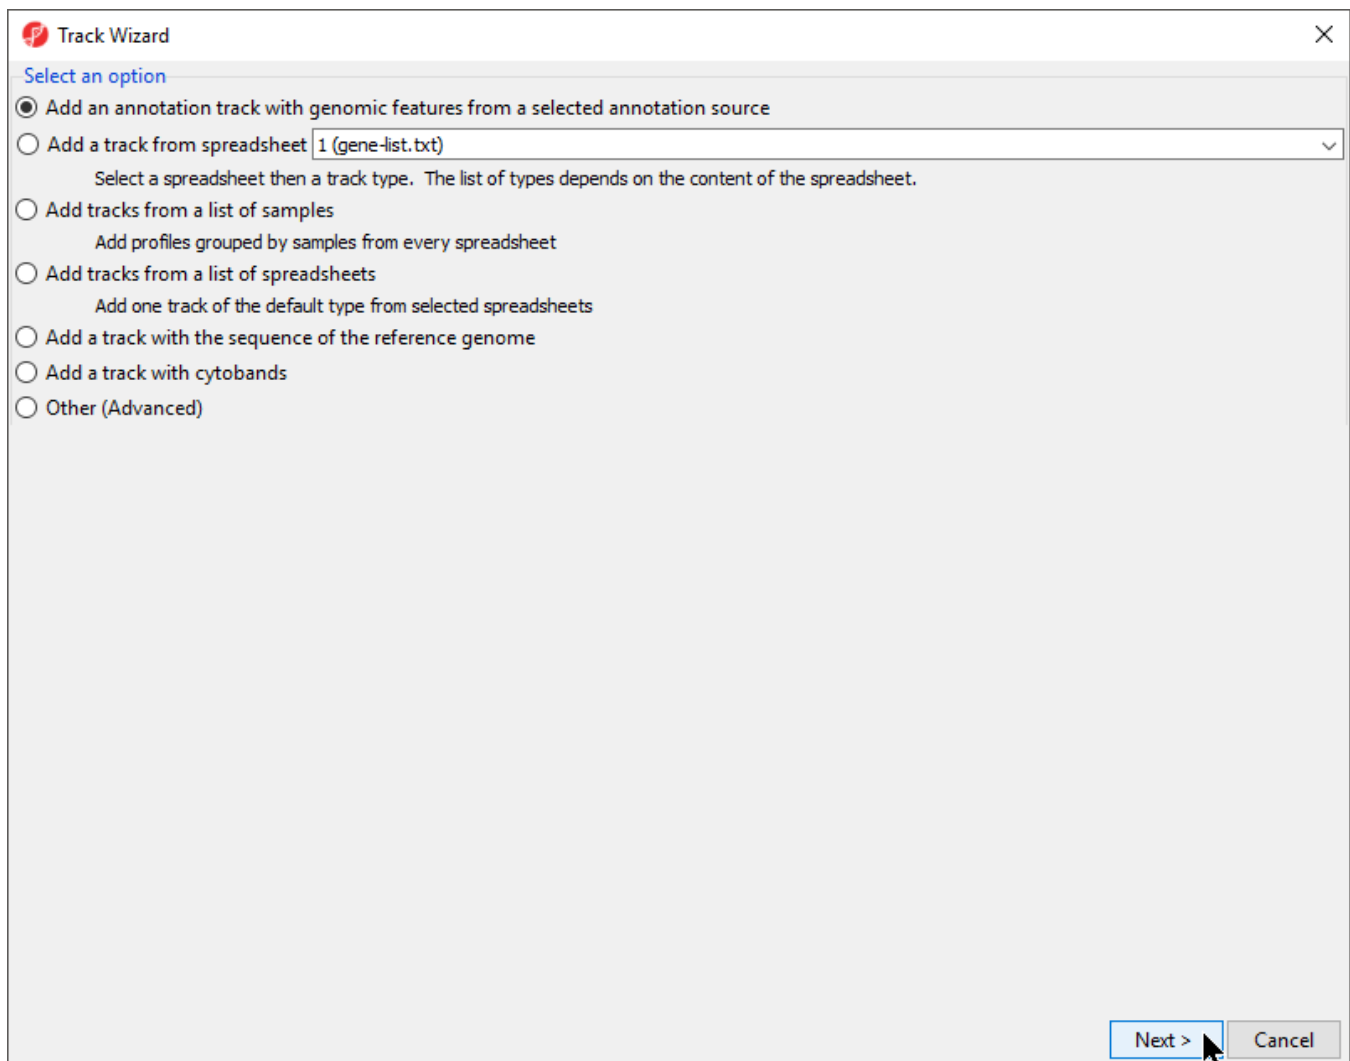 Track Wizard
Select an option
Add an annotation track with genomic features from a selected annotation source
Add a track from spreadsheet 1 (gene-list.txt)
Select a spreadsheet then a track type.  The list of types depends on the content of the spreadsheet.
Add tracks from a list of samples
Add profiles grouped by samples from every spreadsheet
Add tracks from a list of spreadsheets
Add one track of the default type from selected spreadsheets
Add a track with the sequence of the reference genome
Add a track with cytobands
Other (Advanced)
Next > Cancel